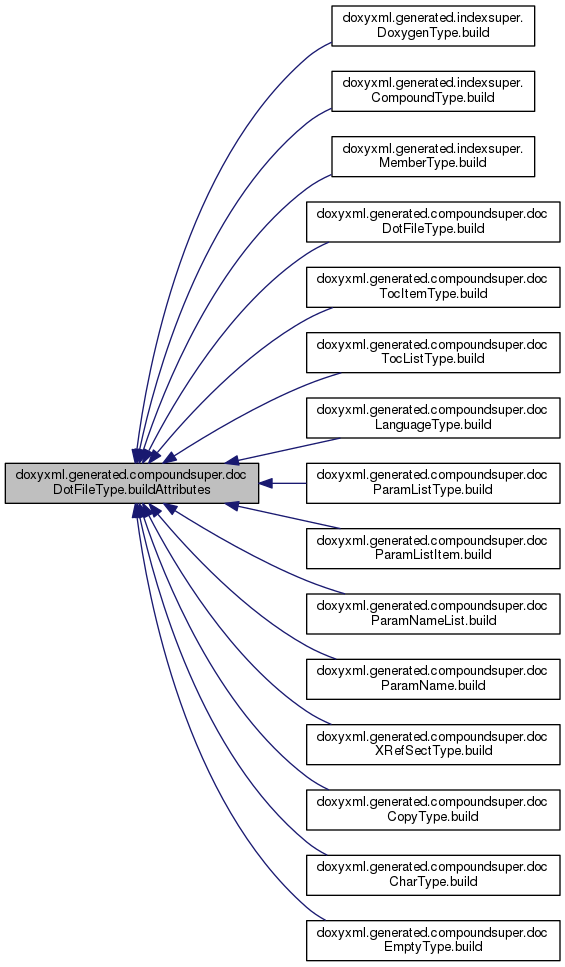 doxyxml.generated.indexsuper.
DoxygenType.build
doxyxml.generated.indexsuper.
CompoundType.build
doxyxml.generated.indexsuper.
MemberType.build
doxyxml.generated.compoundsuper.doc
DotFileType.build
doxyxml.generated.compoundsuper.doc
TocItemType.build
doxyxml.generated.compoundsuper.doc
TocListType.build
doxyxml.generated.compoundsuper.doc
LanguageType.build
doxyxml.generated.compoundsuper.doc
DotFileType.buildAttributes
doxyxml.generated.compoundsuper.doc
ParamListType.build
doxyxml.generated.compoundsuper.doc
ParamListItem.build
doxyxml.generated.compoundsuper.doc
ParamNameList.build
doxyxml.generated.compoundsuper.doc
ParamName.build
doxyxml.generated.compoundsuper.doc
XRefSectType.build
doxyxml.generated.compoundsuper.doc
CopyType.build
doxyxml.generated.compoundsuper.doc
CharType.build
doxyxml.generated.compoundsuper.doc
EmptyType.build